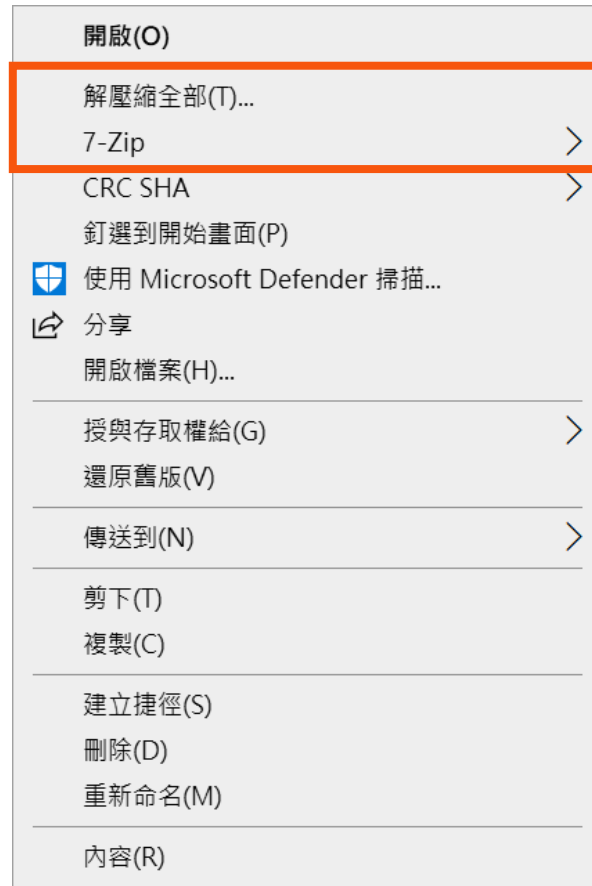 開啟(O)
解壓縮全部(T)...
7-Zip
CRC SHA
釘選到開始畫面(P)
使用 Microsoft Defender 掃描...
分享
開啟檔案(H)...
授與存取權給(G)
還原舊版(V)
傳送到(N)
剪下(T)
複製(C)
建立捷徑(S)
刪除(D)
重新命名(M)
內容(R)